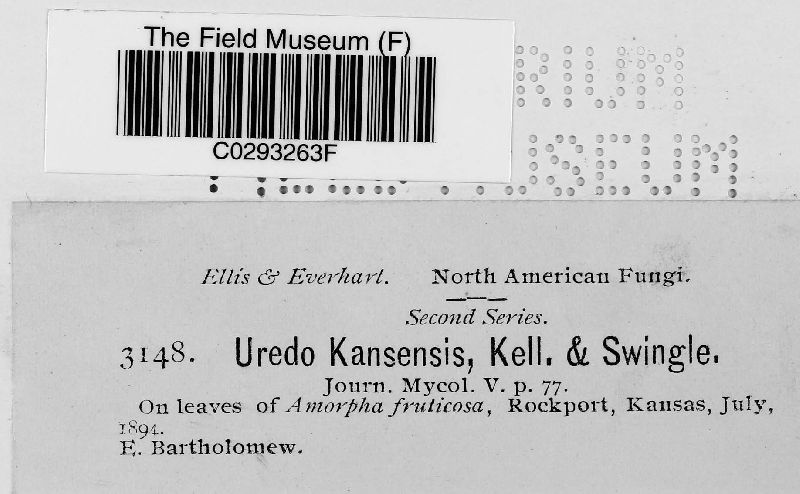 The Field Museum (F)
C0293263F
Ellis & Everhart. North American Fungi.
Second Series.
3148. Uredo Kansensis, Kell. & Swingle.
Journ. Mycol. V. p. 77.
On leaves of Amorpha fruticosa, Rockport, Kansas, July,
1894.
E. Bartholomew.